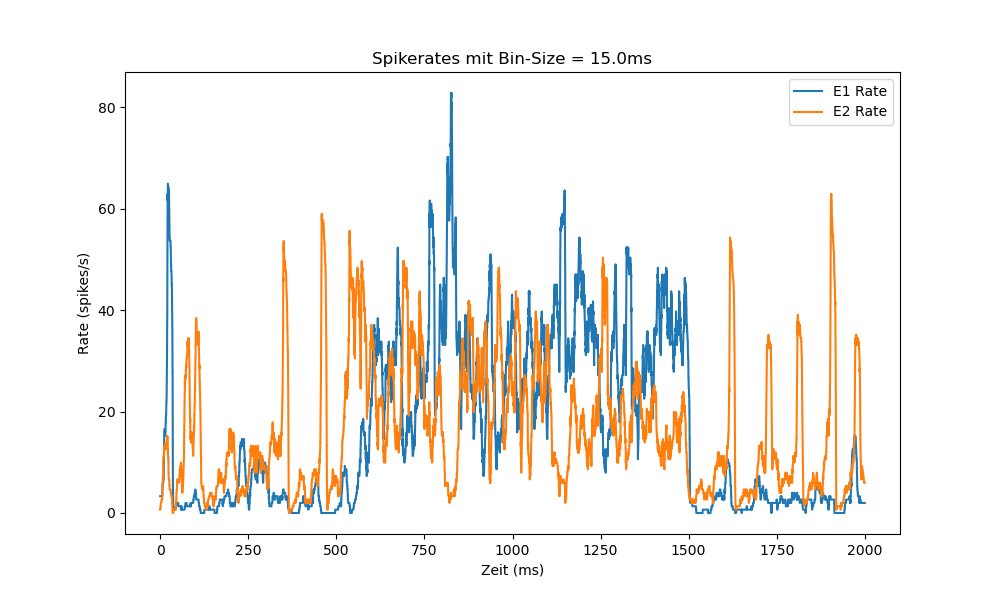 Spikerates mit Bin-Size = 15.0ms
E1 Rate
E2 Rate
80
60
40
20
0
Rate (spikes/s)
0 250 500 750 1000 1250 1500 1750 2000
Zeit (ms)